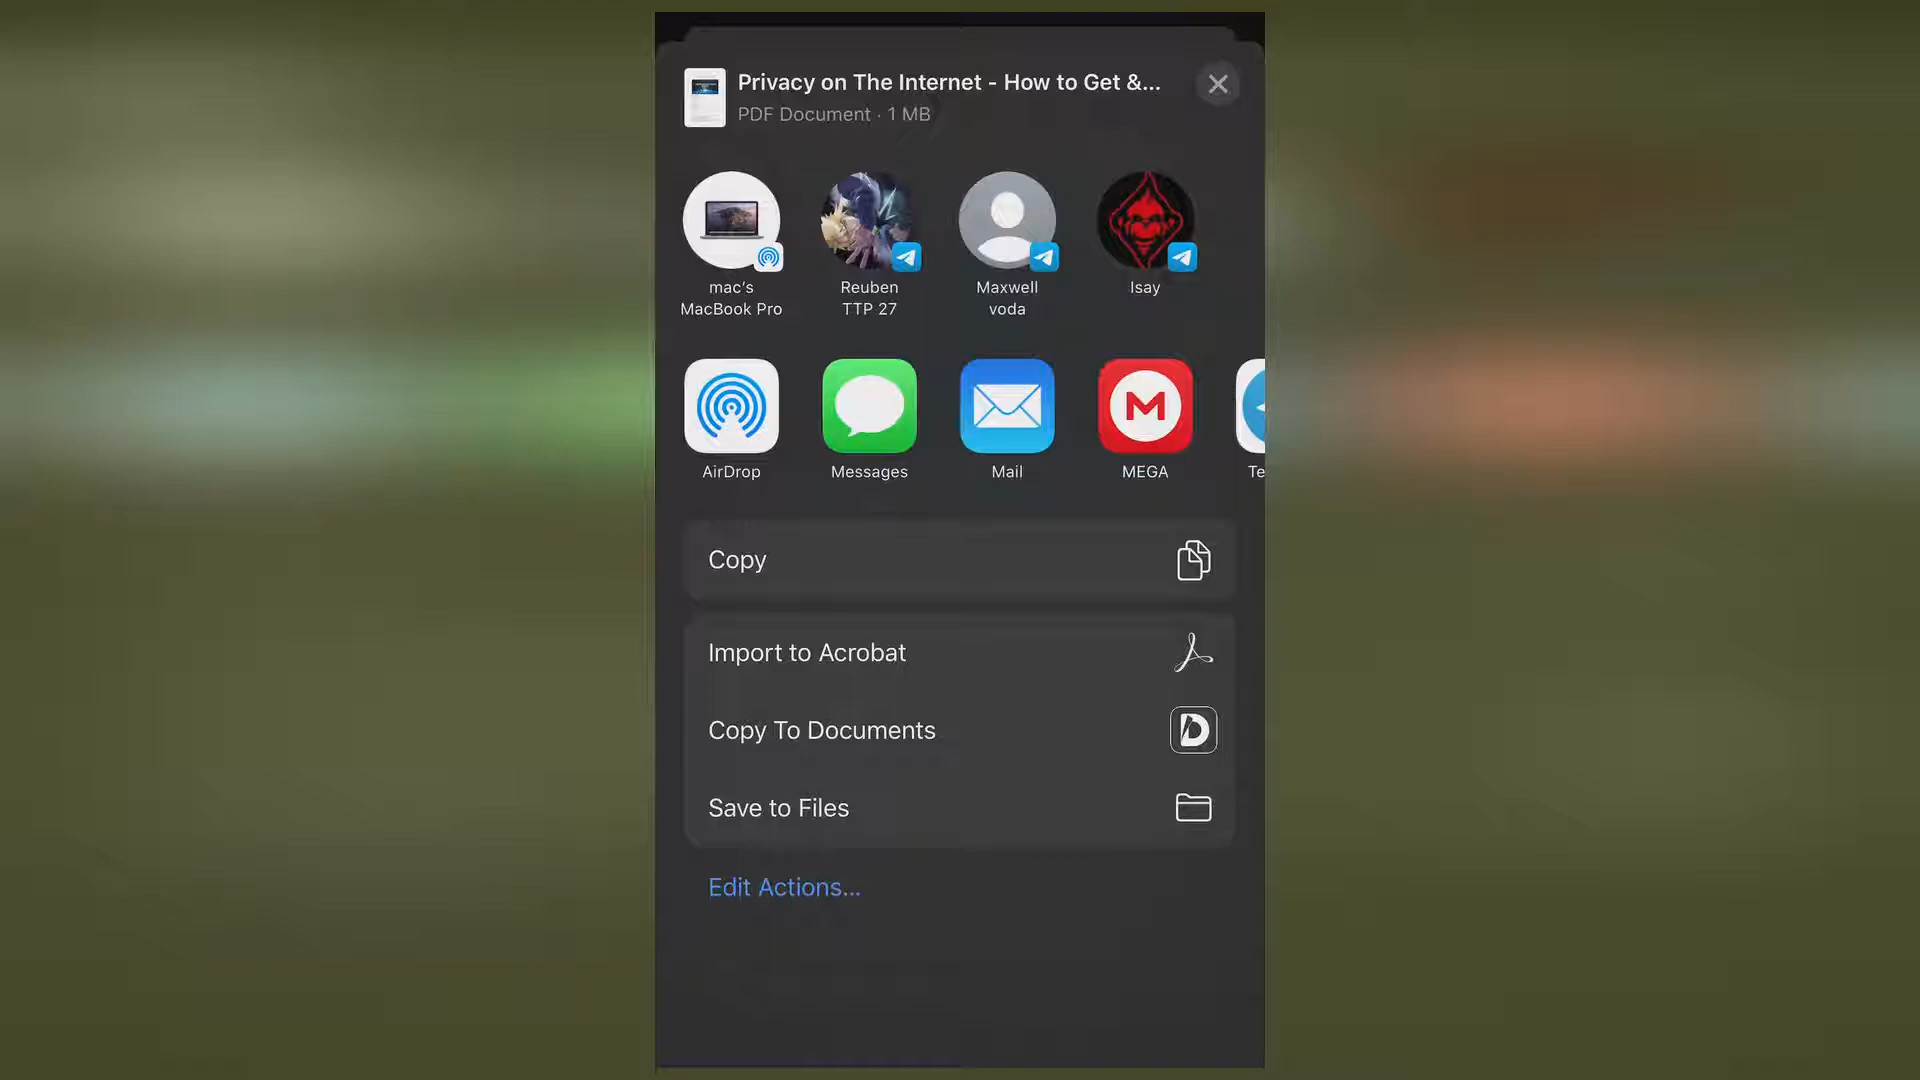 Privacy on The Internet - How to Get &...
PDF Document · 1 MB
mac's
MacBook Pro
Reuben
TTP 27
Maxwell
voda
Isay
AirDrop
Messages
Mail
MEGA
Te
Copy
Import to Acrobat
Copy To Documents
Save to Files
Edit Actions...